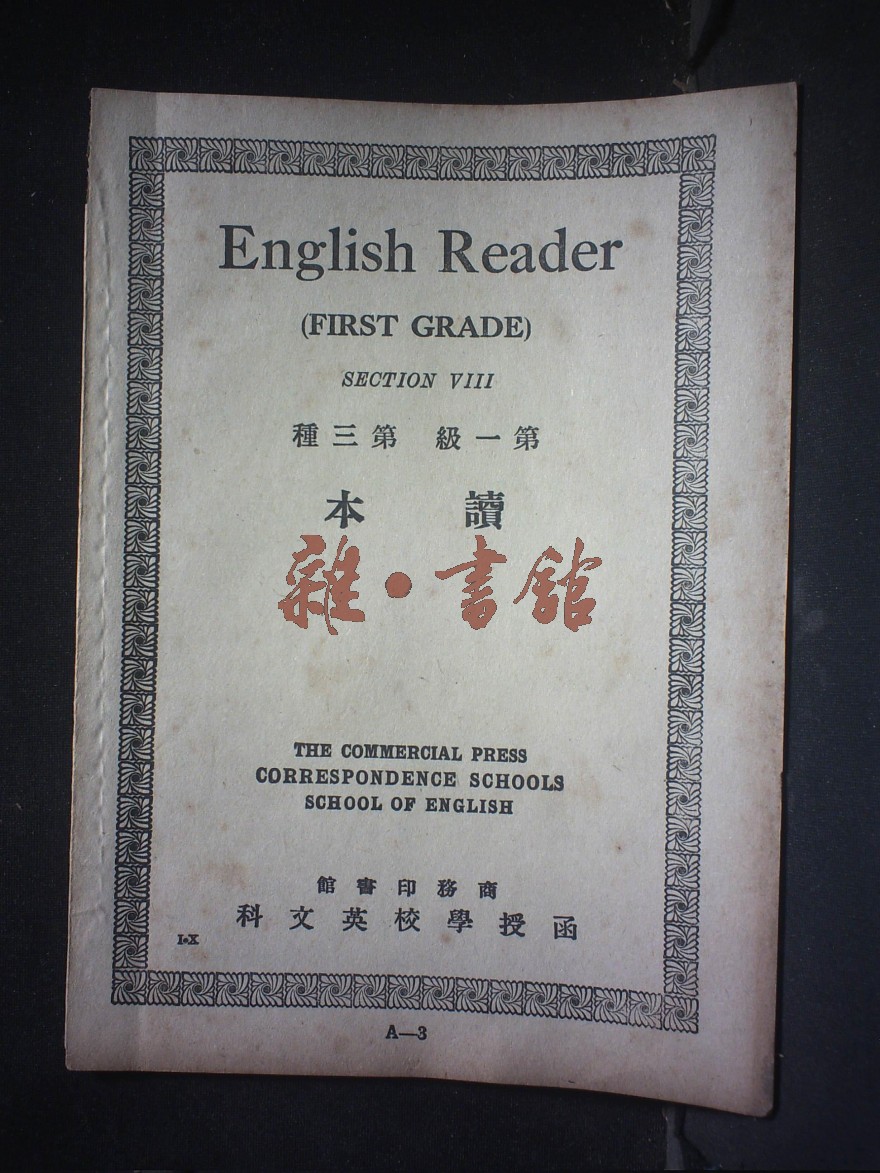 English Reader
(FIRST GRADE)
SECTION VIII
第一級 第三種
讀本
雜•書館
THE COMMERCIAL PRESS
CORRESPONDENCE SCHOOLS
SCHOOL OF ENGLISH
商務印書館
函授學校英文科
I•X
A—3